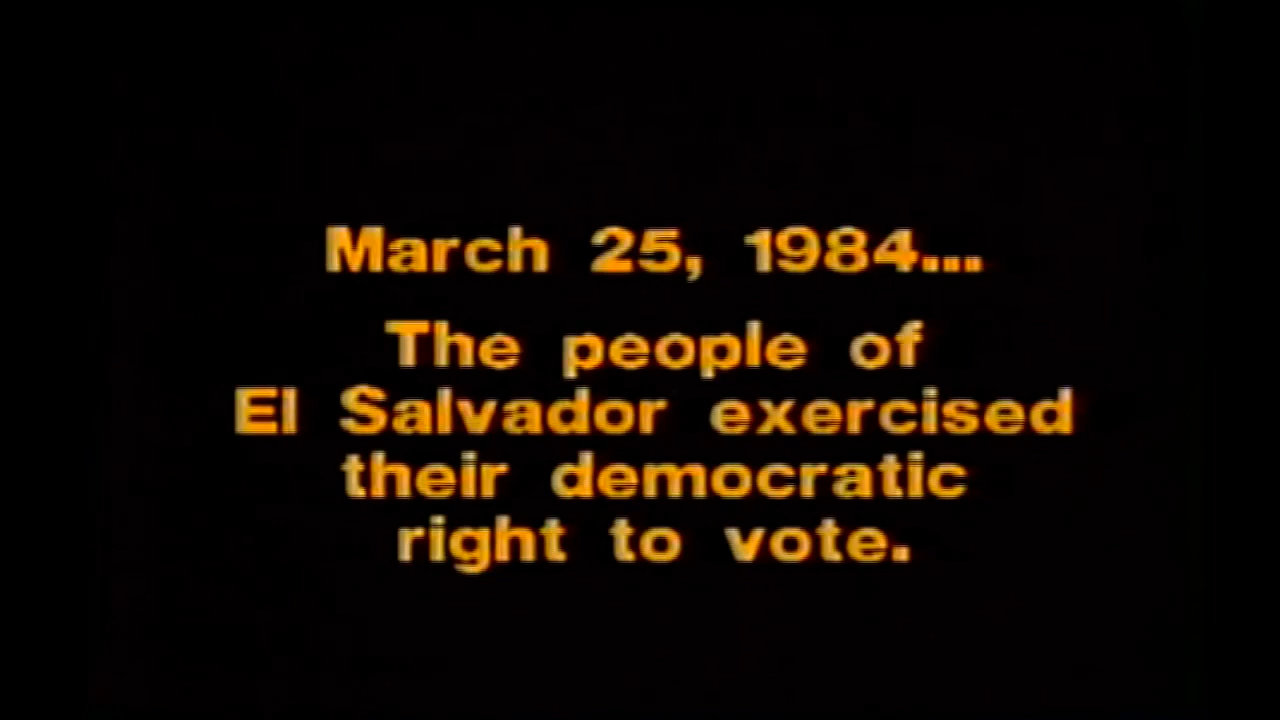 March 25, 1984...
The people of
El Salvador exercised
their democratic
right to vote.